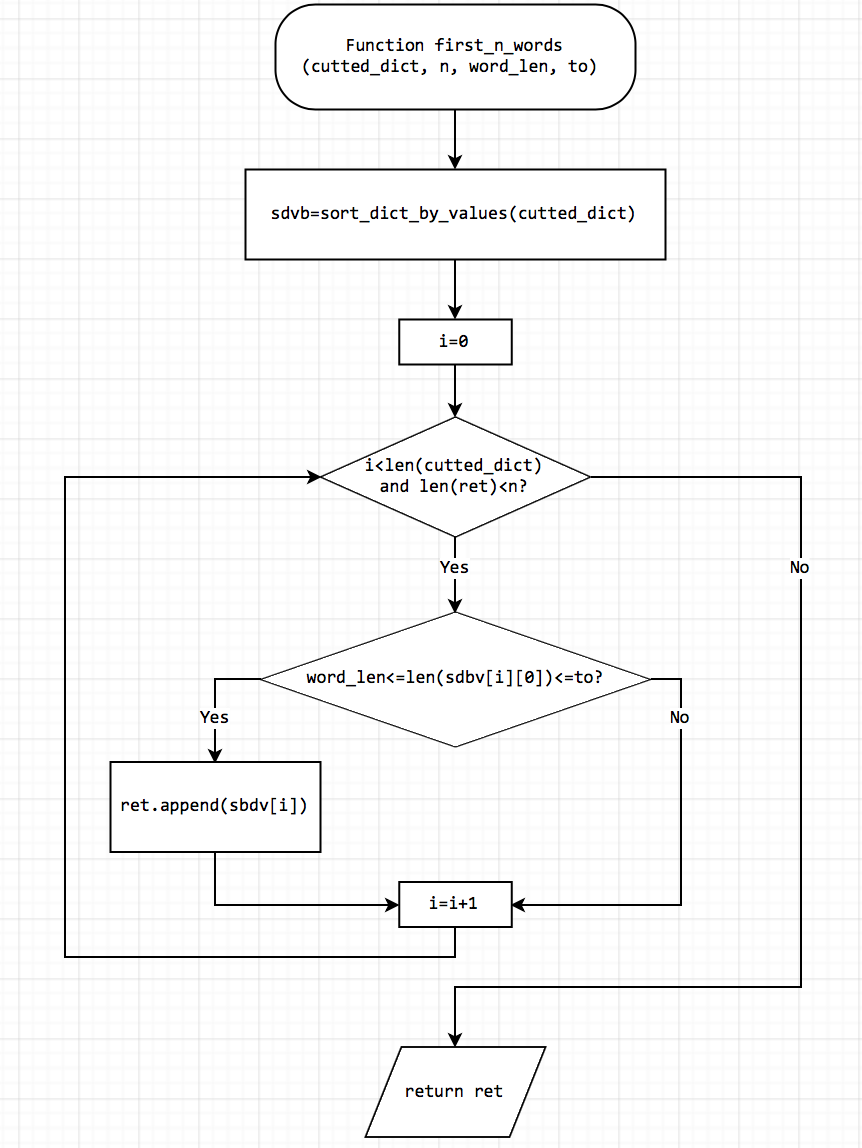 Function first_n_words
(cutted_dict, n, word_len, to)
sdvb=sort_dict_by_values(cutted_dict)
i=0
i<len(cutted_dict)
and len(ret)<n?
Yes
No
word_len<=len(sdbv[i][0])<=to?
Yes
No
ret.append(sbdv[i])
i=i+1
return ret